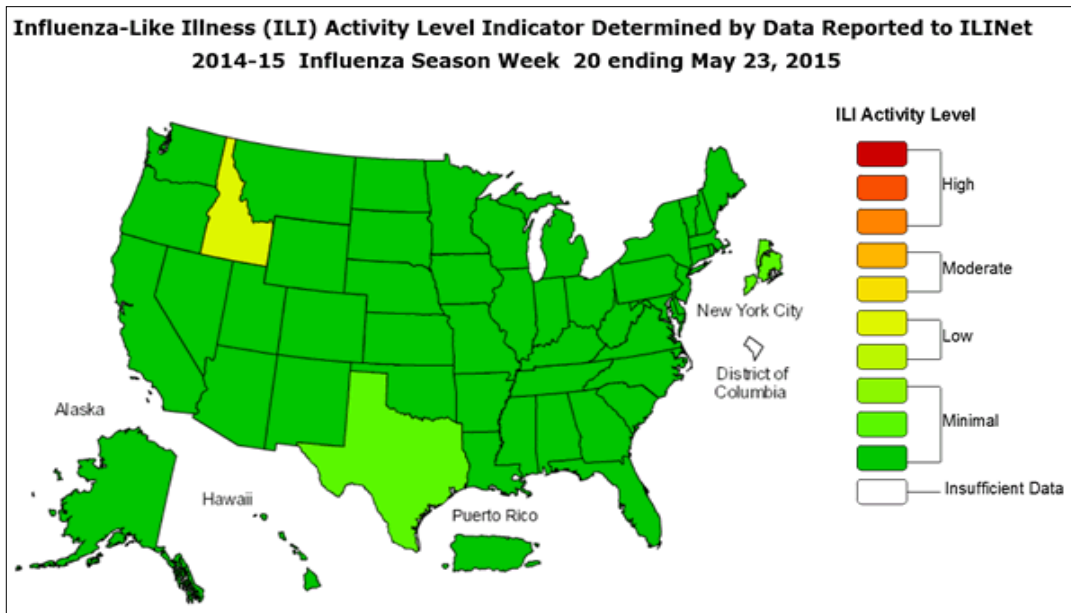 Influenza-Like Illness (ILI) Activity Level Indicator Determined by Data Reported to ILINet
2014-15 Influenza Season Week 20 ending May 23, 2015
ILI Activity Level
High
Moderate
Low
Minimal
Insufficient Data
New York City
District of
Columbia
Alaska
Hawaii
Puerto Rico